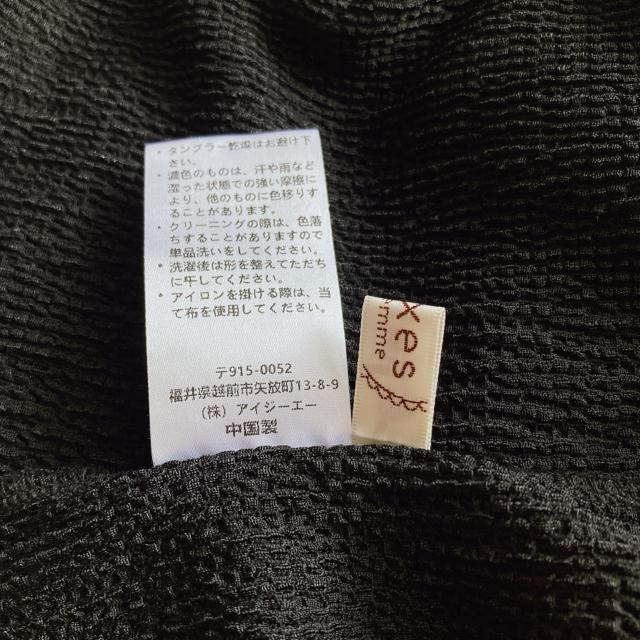 ・タンブラー乾燥はお避け下
さい。
・濃色のものは、汗や雨など
湿った状態での強い摩擦に
より、他のものに色移りす
ることがあります。
・クリーニングの際は、色落
ちすることがありますので
単品洗いをしてください。
・洗濯後は形を整えてただち
に干してください。
・アイロンを掛ける際は、当
て布を使用してください。
〒915-0052
福井県越前市矢放町13-8-9
(株) アイジーエー
中国製
xes
mme